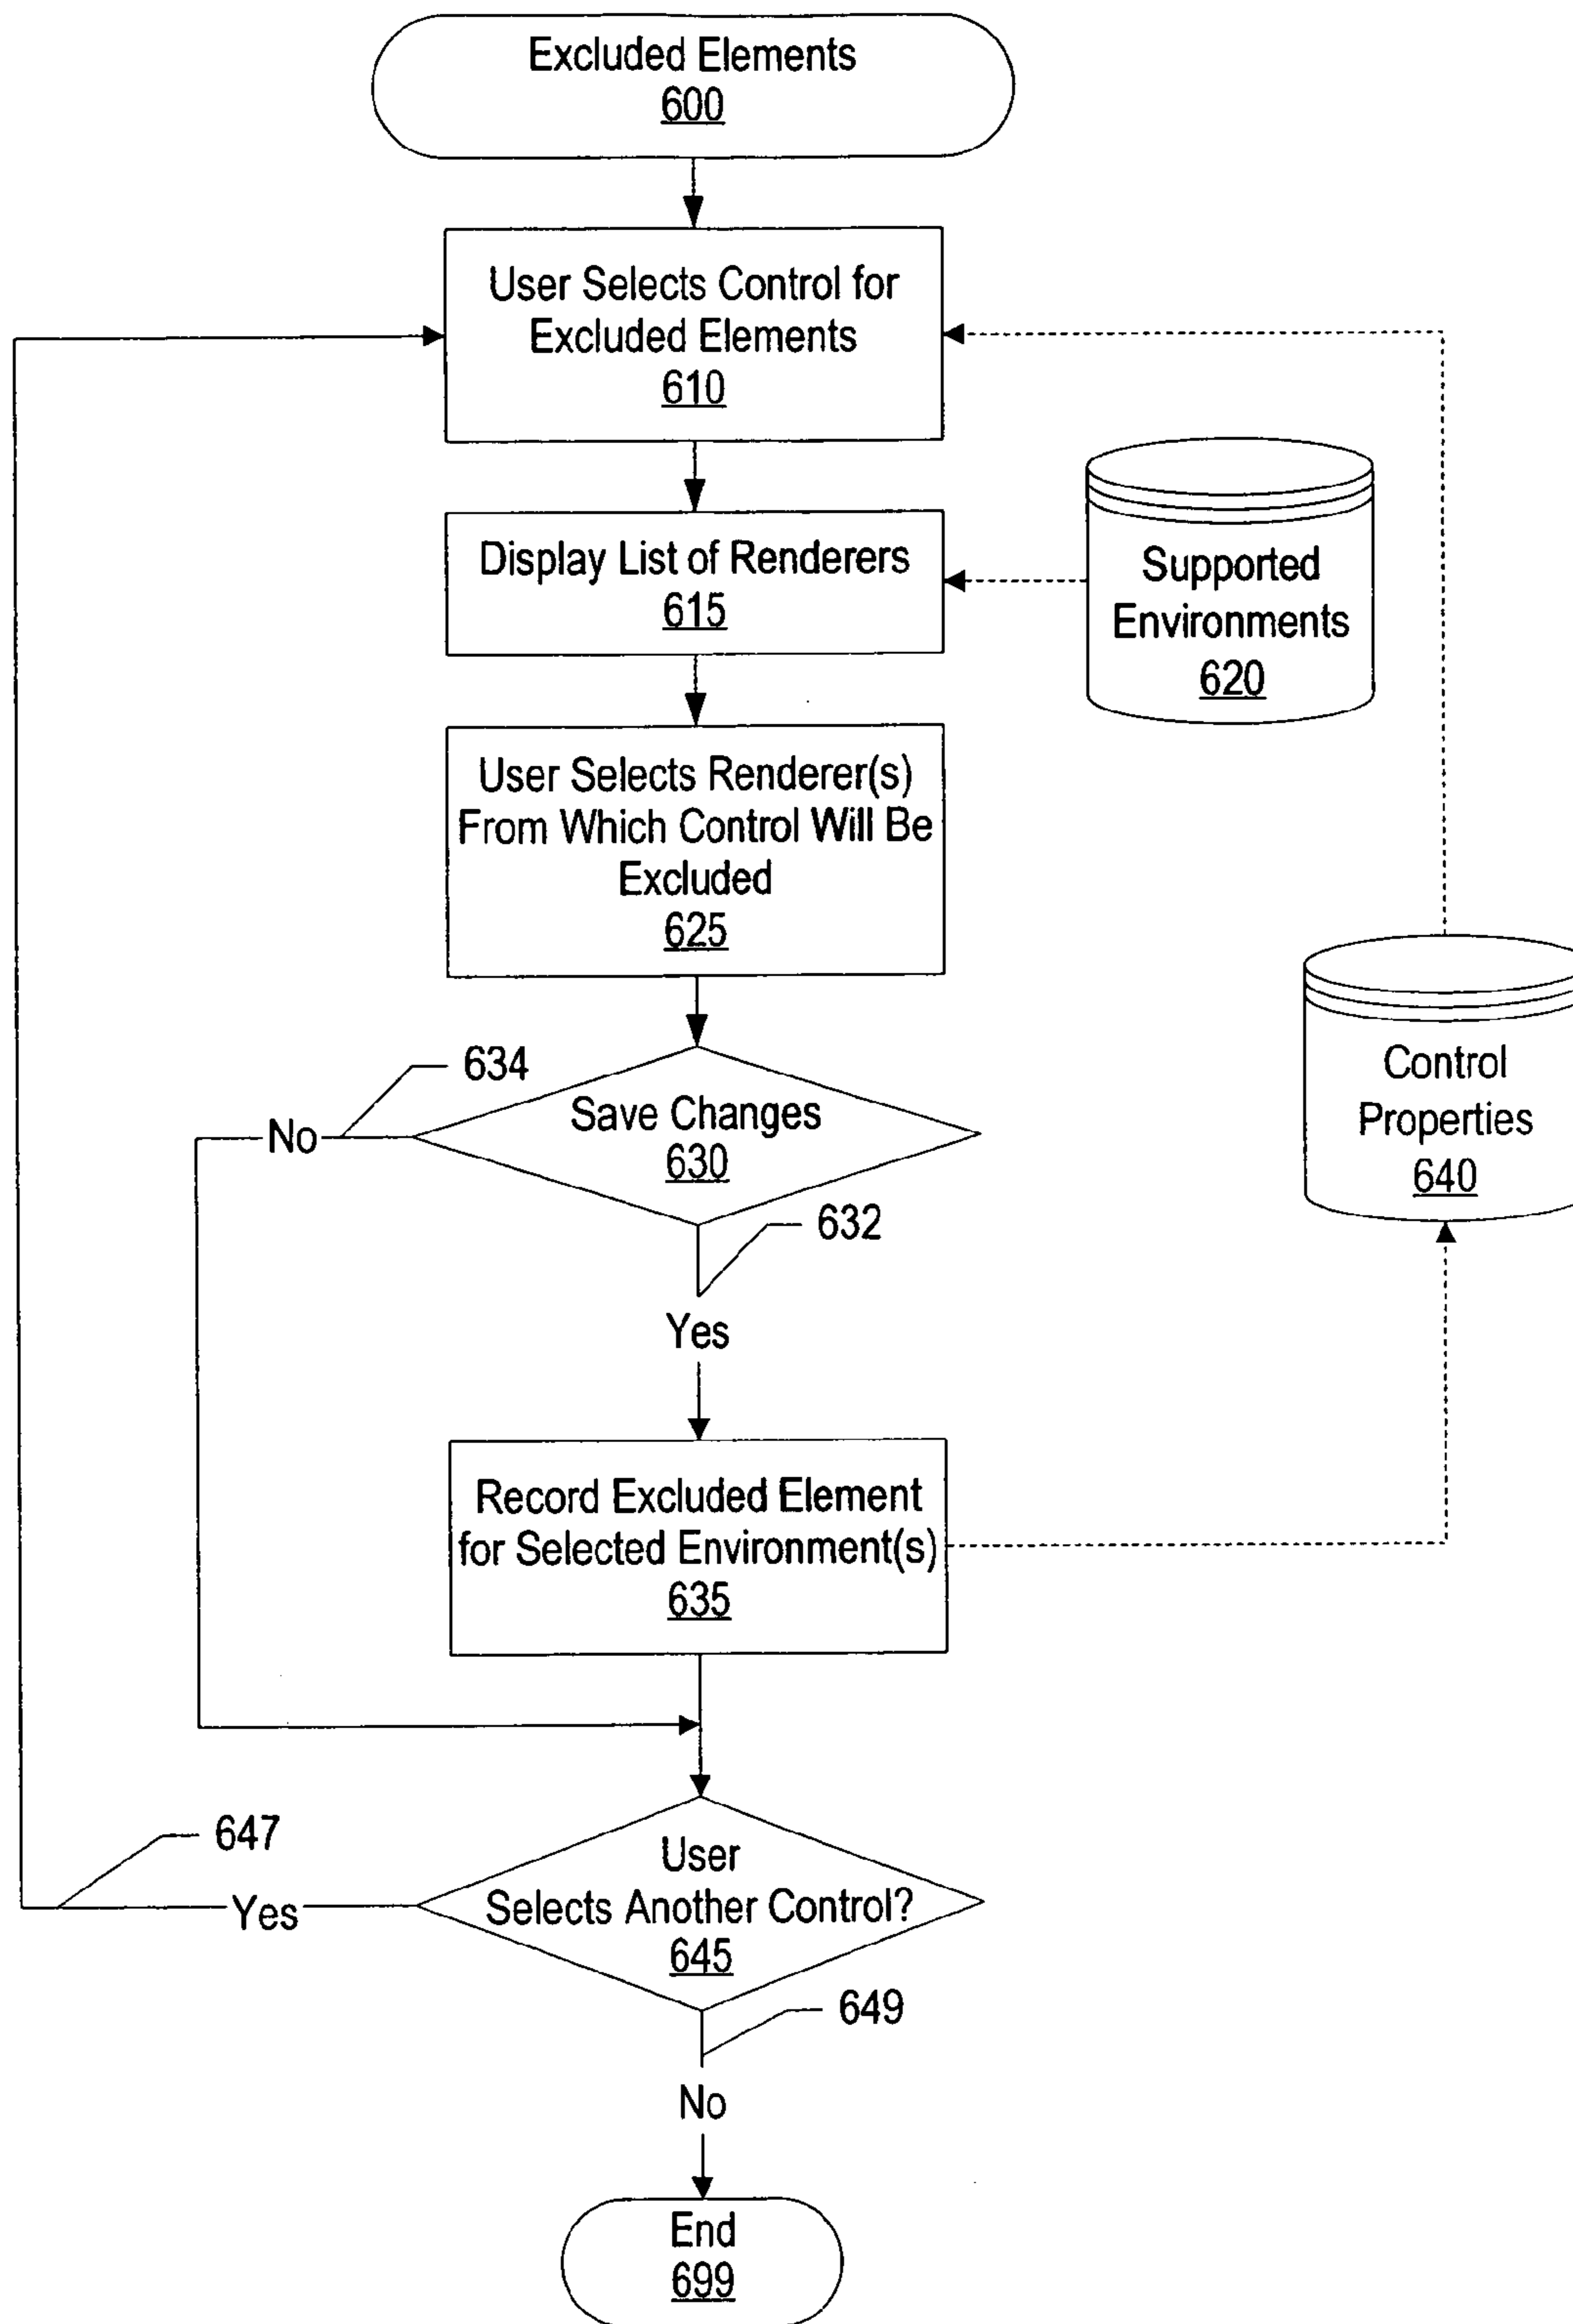 Excluded Elements
600
User Selects Control for
Excluded Elements
610
Display List of Renderers
615
Supported
Environments
620
User Selects Renderer(s)
From Which Control Will Be
Excluded
625
Control
Properties
640
634
No
Save Changes
630
632
Yes
Record Excluded Element
for Selected Environment(s)
635
647
Yes
User
Selects Another Control?
645
649
No
End
699